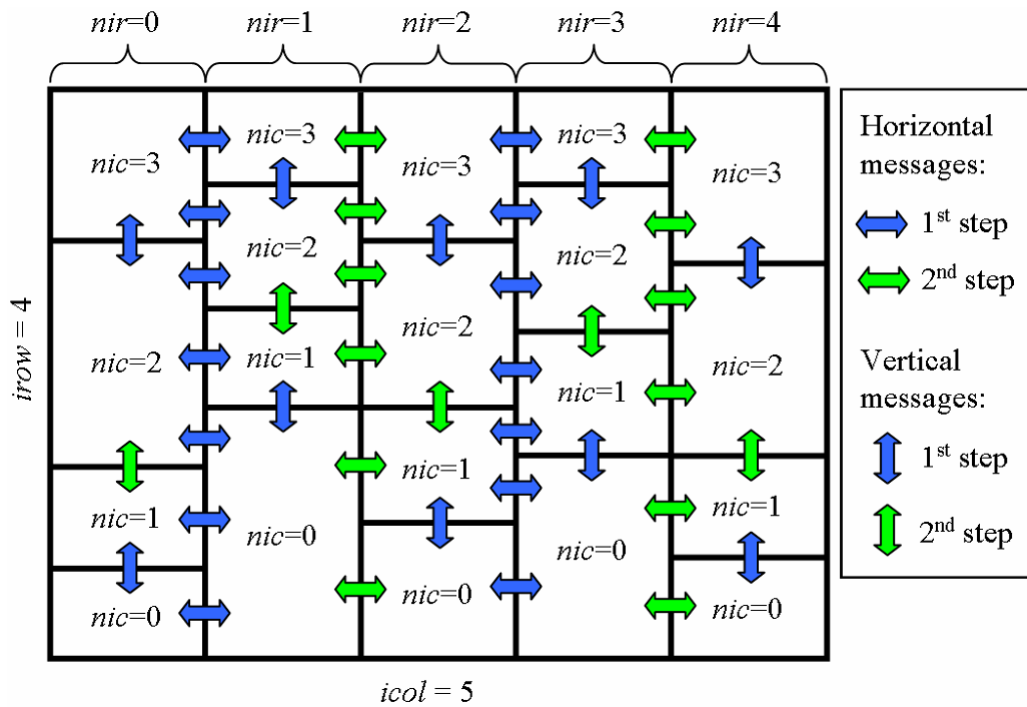 nir=0 nir=1 nir=2 nir=3 nir=4
nic=3 nic=3 nic=3 nic=3 nic=3
nic=2 nic=2 nic=2 nic=2 nic=2
nic=1 nic=1 nic=1 nic=1 nic=1
nic=0 nic=0 nic=0 nic=0 nic=0
irow = 4
icol = 5
Horizontal
messages:
1st step
2nd step
Vertical
messages:
1st step
2nd step